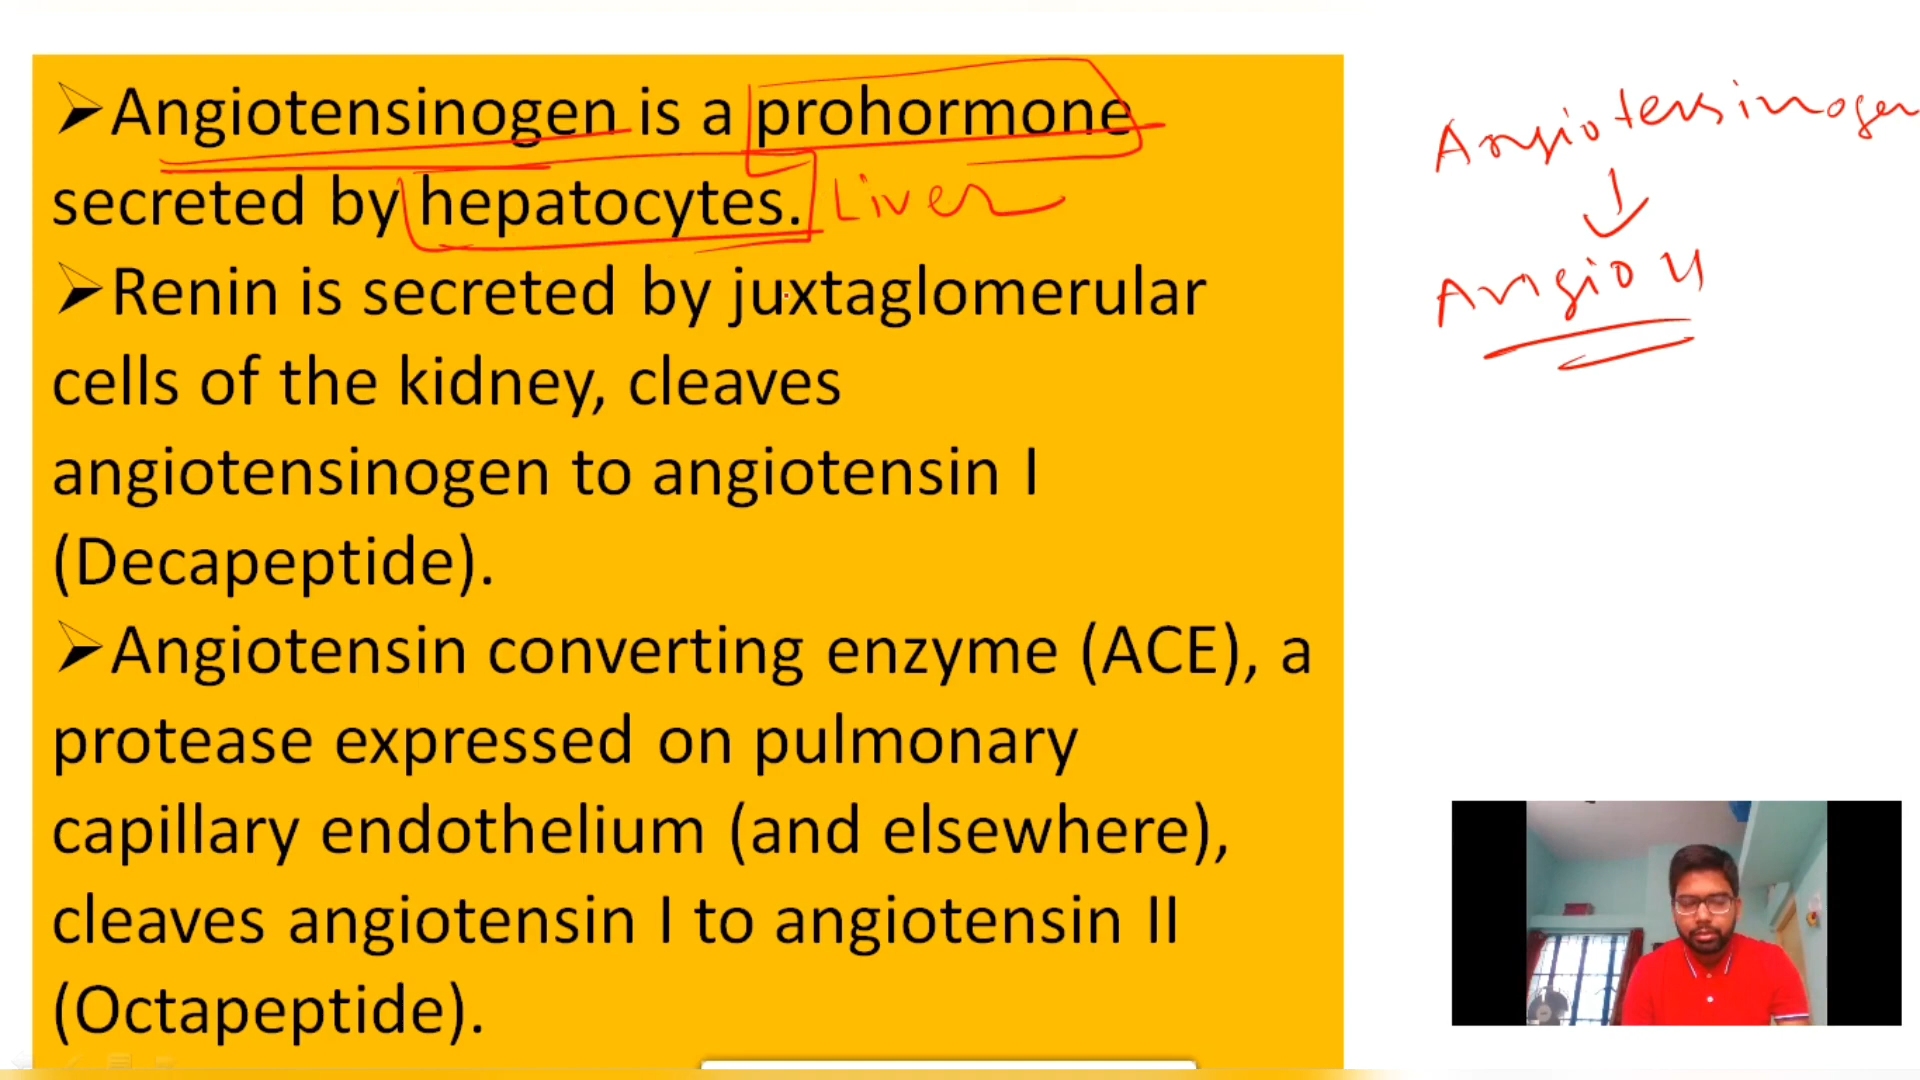 ➢Angiotensinogen is a prohormone
secreted by hepatocytes. Liver
➢Renin is secreted by juxtaglomerular
cells of the kidney, cleaves
angiotensinogen to angiotensin I
(Decapeptide).
➢Angiotensin converting enzyme (ACE), a
protease expressed on pulmonary
capillary endothelium (and elsewhere),
cleaves angiotensin I to angiotensin II
(Octapeptide).
Angiotensinogen
↓
Angio